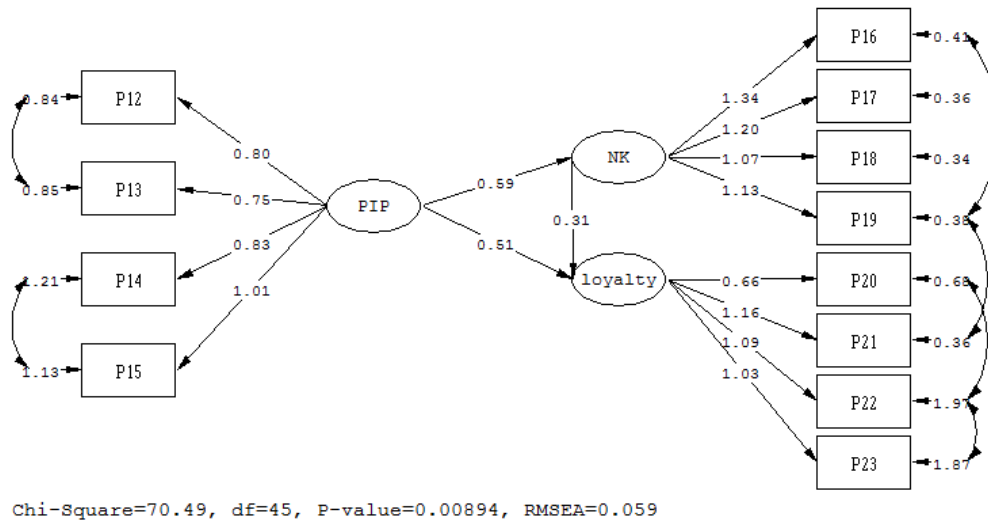 P12
P13
P14
P15
0.84
0.85
1.21
1.13
0.80
0.75
0.83
1.01
PIP
0.59
0.51
NK
0.31
loyalty
1.34
1.20
1.07
1.13
0.66
1.16
1.09
1.03
P16
P17
P18
P19
P20
P21
P22
P23
0.41
0.36
0.34
0.38
0.68
0.36
1.97
1.87
Chi-Square=70.49, df=45, P-value=0.00894, RMSEA=0.059